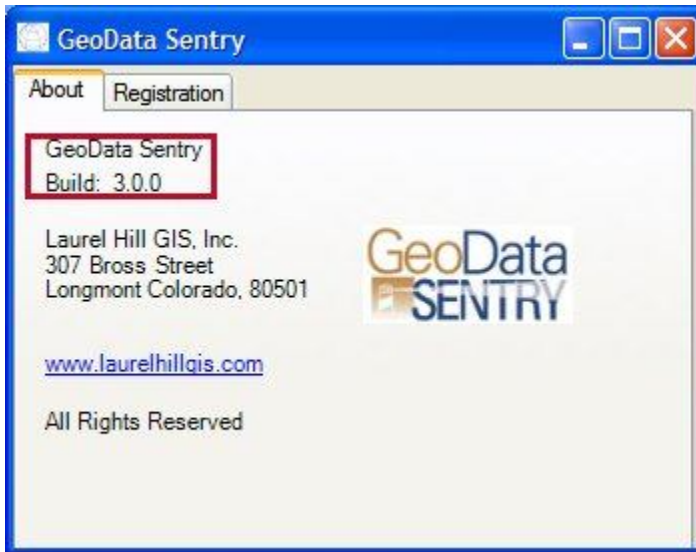 GeoData Sentry
About
Registration
GeoData Sentry
Build: 3.0.0
Laurel Hill GIS, Inc.
307 Bross Street
Longmont Colorado, 80501
GeoData
SENTRY
www.laurelhillgis.com
All Rights Reserved